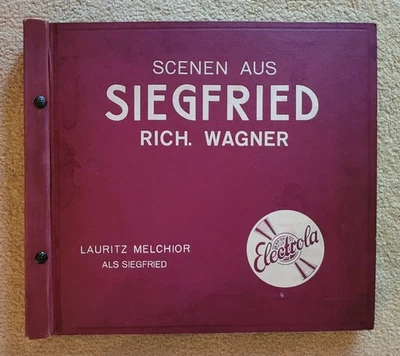 SCENEN AUS
SIEGFRIED
RICH. WAGNER
LAURITZ MELCHIOR
ALS SIEGFRIED
Electrola